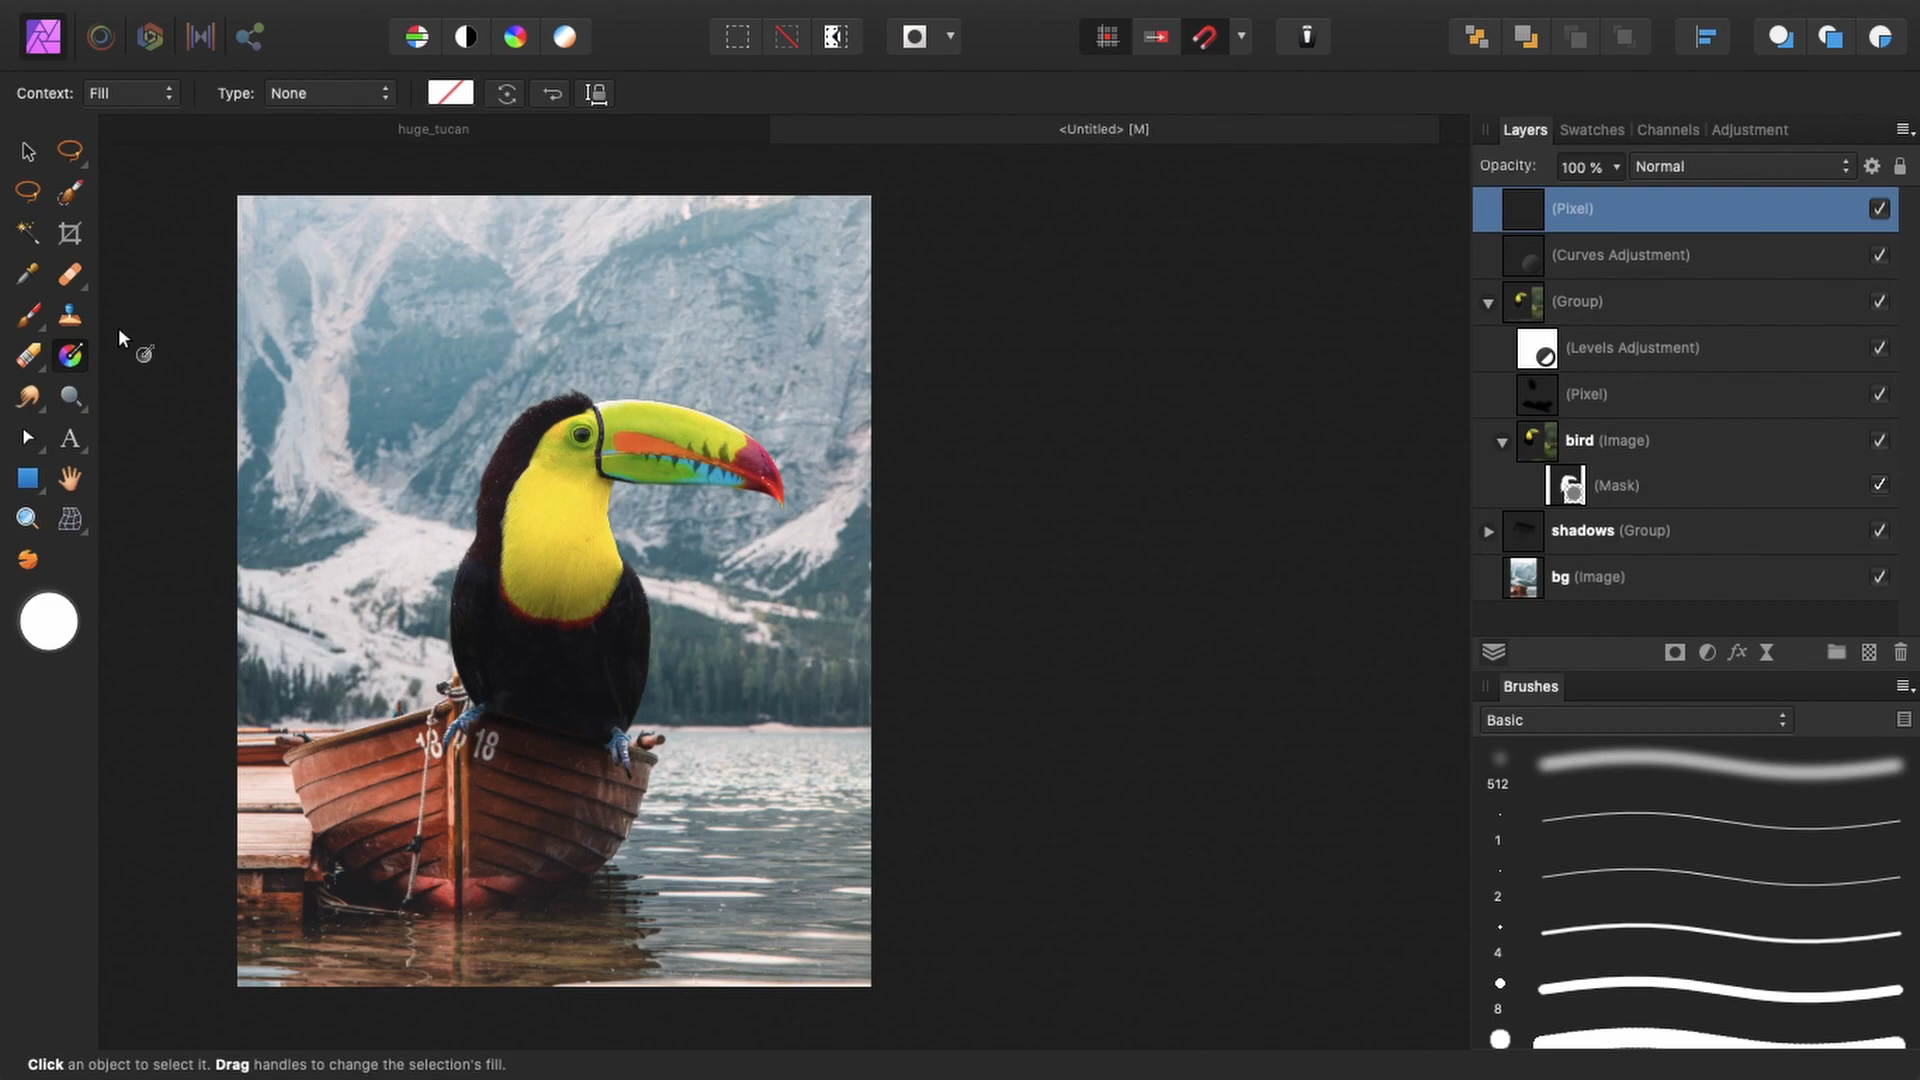 Context: Fill Type: None
huge_tucan <Untitled> [M]
Layers Swatches Channels Adjustment
Opacity: 100 % Normal
(Pixel)
(Curves Adjustment)
(Group)
(Levels Adjustment)
(Pixel)
bird (Image)
(Mask)
shadows (Group)
bg (Image)
fx
Brushes
Basic
512
1
2
4
8
18 18
A
Click an object to select it. Drag handles to change the selection's fill.